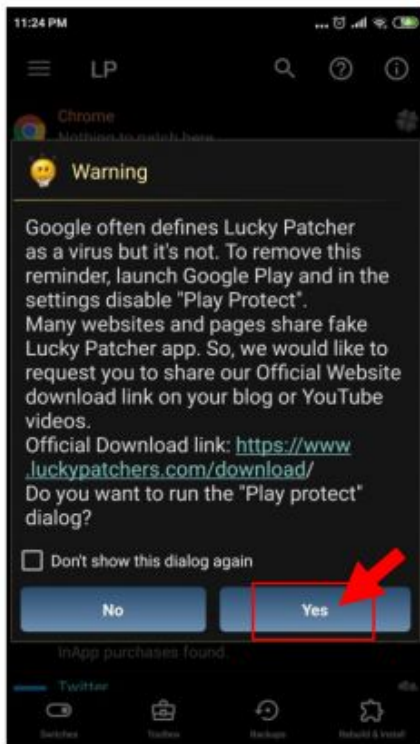 11:24 PM
LP
Chrome
Nothing to patch here
Warning
Google often defines Lucky Patcher
as a virus but it's not. To remove this
reminder, launch Google Play and in the
settings disable "Play Protect".
Many websites and pages share fake
Lucky Patcher app. So, we would like to
request you to share our Official Website
download link on your blog or YouTube
videos.
Official Download link: https://www
.luckypatchers.com/download/
Do you want to run the "Play protect"
dialog?
Don't show this dialog again
No
Yes
InApp purchases found.
Twitter
Switches
Toolbox
Backups
Rebuild & Install